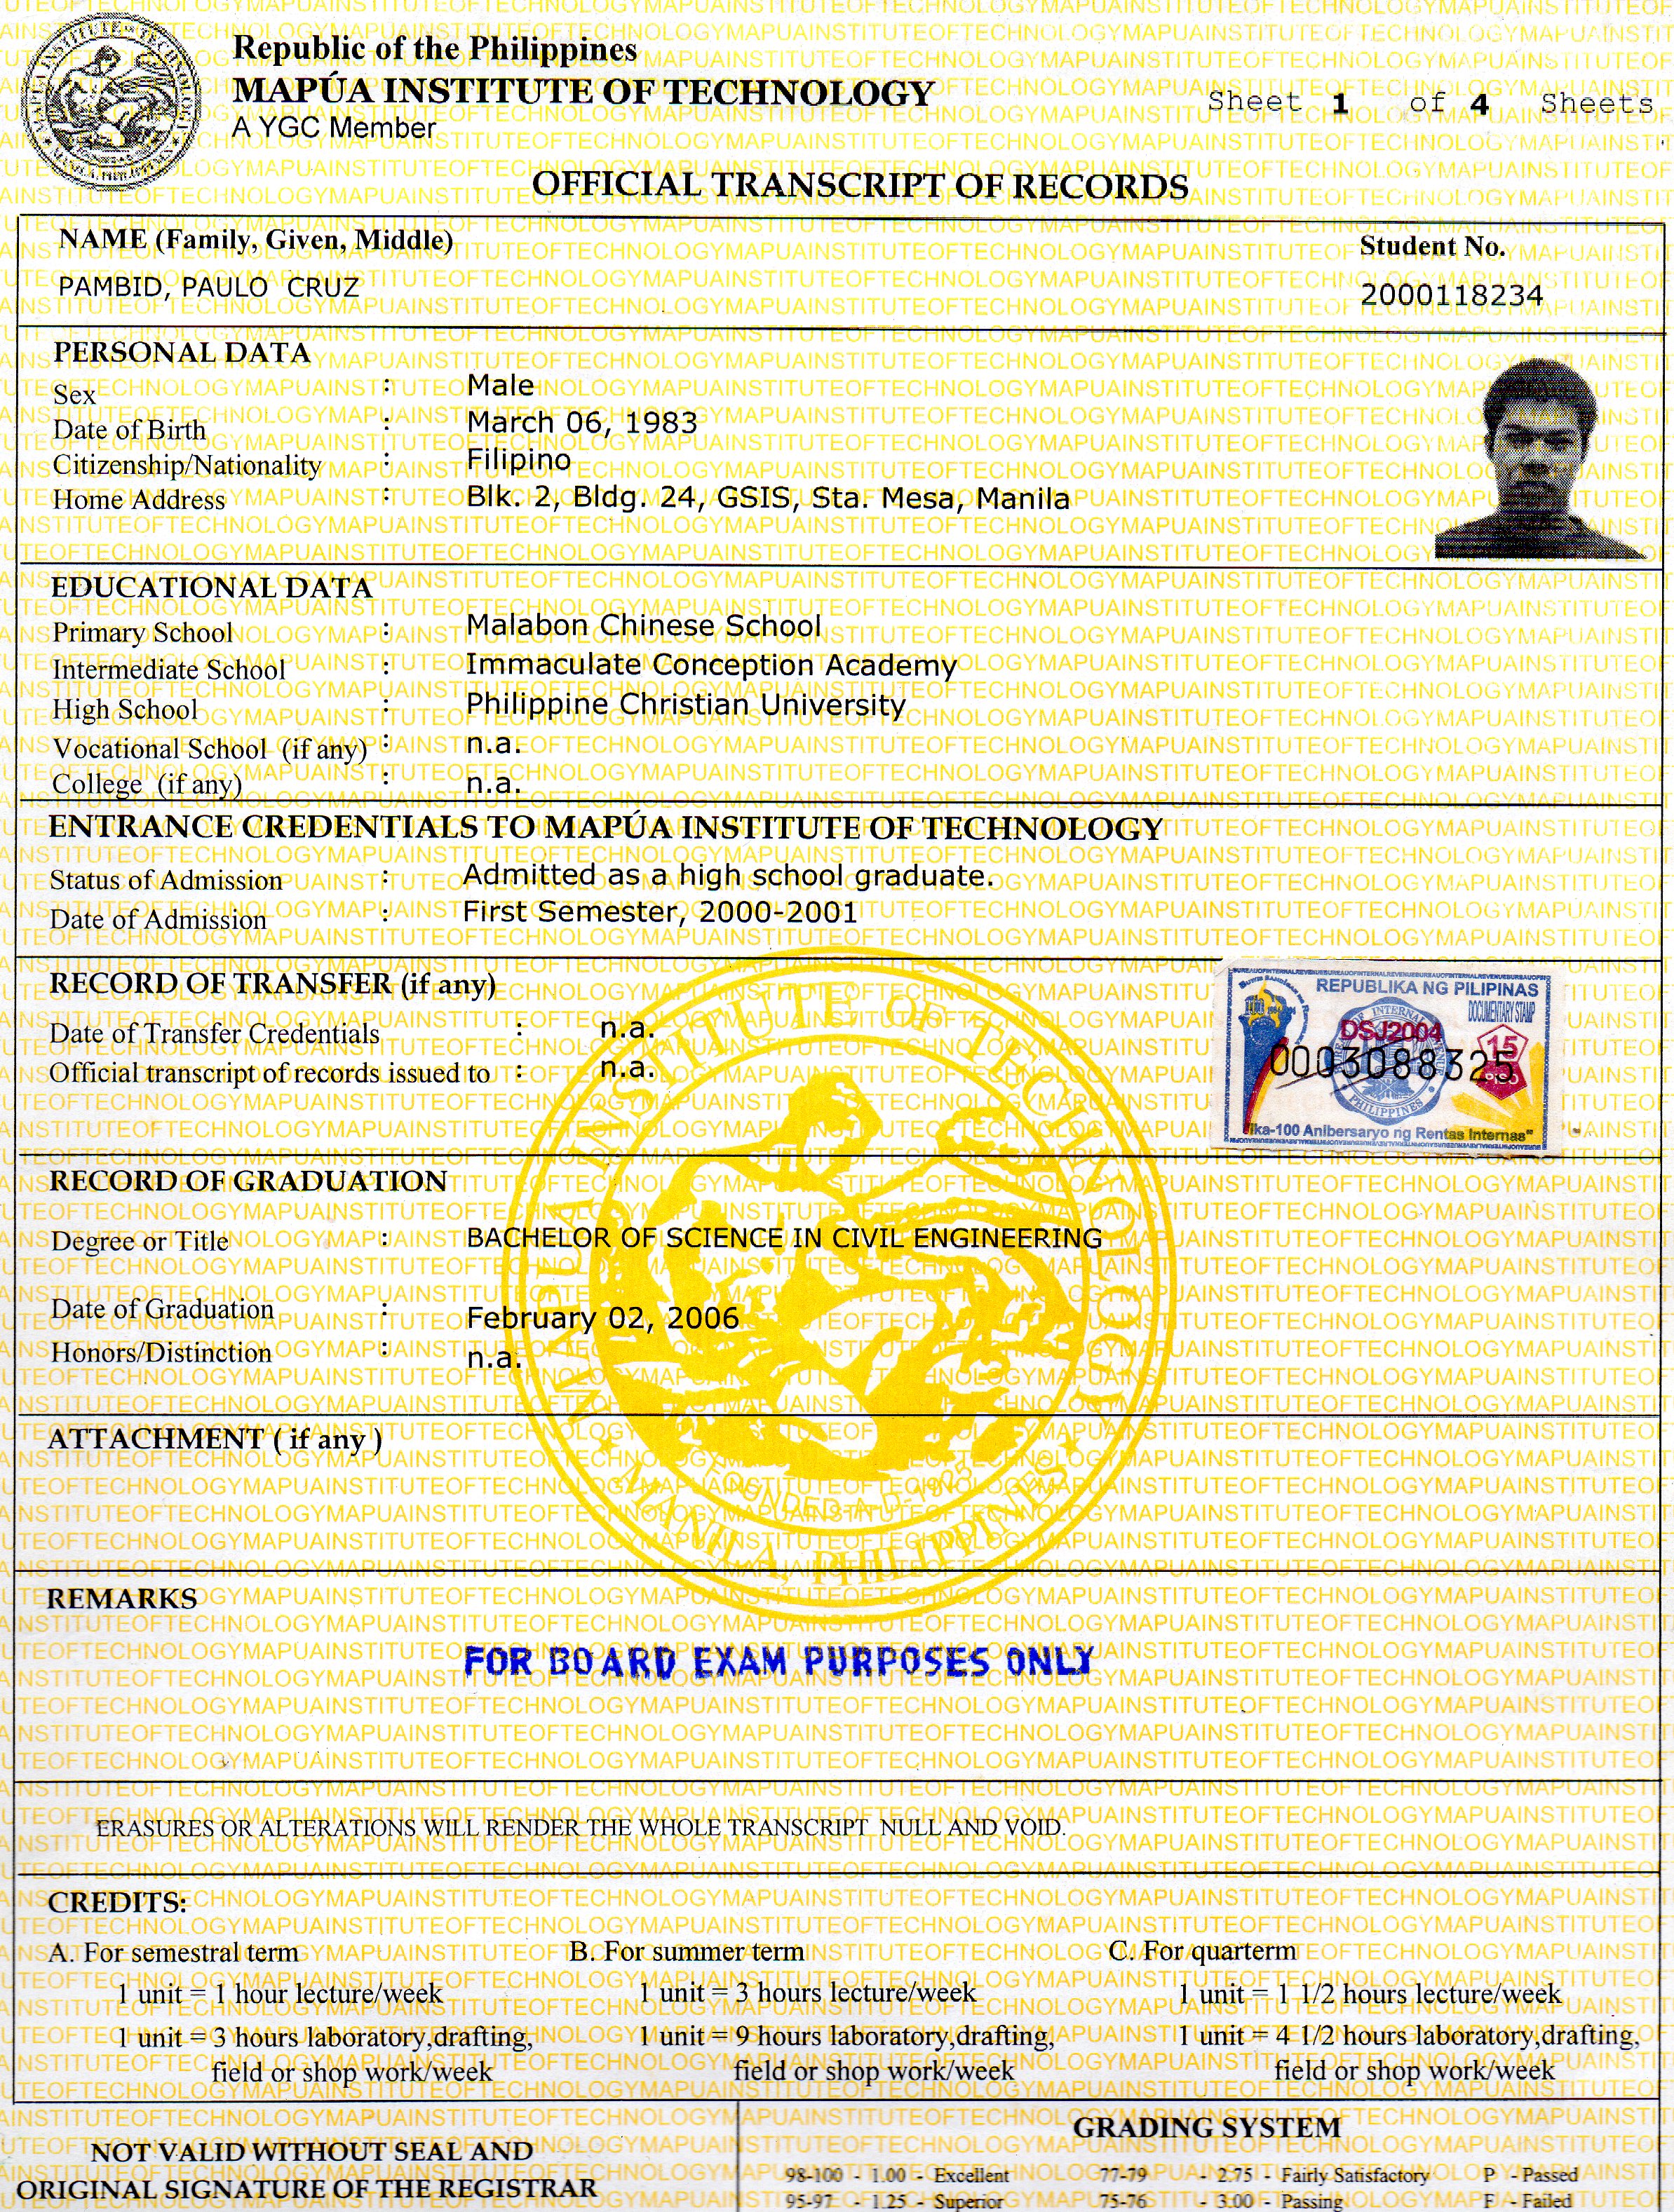 Republic of the Philippines
MAPÚA INSTITUTE OF TECHNOLOGY
A YGC Member
Sheet 1 of 4 Sheets
OFFICIAL TRANSCRIPT OF RECORDS
NAME (Family, Given, Middle)
Student No.
PAMBID, PAULO CRUZ
2000118234
PERSONAL DATA
Sex : Male
Date of Birth : March 06, 1983
Citizenship/Nationality : Filipino
Home Address : Blk. 2, Bldg. 24, GSIS, Sta. Mesa, Manila
EDUCATIONAL DATA
Primary School : Malabon Chinese School
Intermediate School : Immaculate Conception Academy
High School : Philippine Christian University
Vocational School (if any) : n.a.
College (if any) : n.a.
ENTRANCE CREDENTIALS TO MAPÚA INSTITUTE OF TECHNOLOGY
Status of Admission : Admitted as a high school graduate.
Date of Admission : First Semester, 2000-2001
RECORD OF TRANSFER (if any)
Date of Transfer Credentials : n.a.
Official transcript of records issued to : n.a.
REPUBLIKA NG PILIPINAS
DOCUMENTARY STAMP
DSJ2004
15
0003088325
PHILIPPINES
"Ika-100 Anibersaryo ng Rentas Internas"
RECORD OF GRADUATION
Degree or Title : BACHELOR OF SCIENCE IN CIVIL ENGINEERING
Date of Graduation : February 02, 2006
Honors/Distinction : n.a.
MAPUA INSTITUTE OF TECHNOLOGY
FOUNDED A.D. 1925
MANILA, PHILIPPINES
ATTACHMENT ( if any )
REMARKS
FOR BOARD EXAM PURPOSES ONLY
ERASURES OR ALTERATIONS WILL RENDER THE WHOLE TRANSCRIPT NULL AND VOID.
CREDITS:
A. For semestral term B. For summer term C. For quarterm
1 unit = 1 hour lecture/week 1 unit = 3 hours lecture/week 1 unit = 1 1/2 hours lecture/week
1 unit = 3 hours laboratory,drafting, 1 unit = 9 hours laboratory,drafting, 1 unit = 4 1/2 hours laboratory,drafting,
field or shop work/week field or shop work/week field or shop work/week
NOT VALID WITHOUT SEAL AND
ORIGINAL SIGNATURE OF THE REGISTRAR
GRADING SYSTEM
98-100 - 1.00 - Excellent 77-79 - 2.75 - Fairly Satisfactory P - Passed
95-97 - 1.25 - Superior 75-76 - 3.00 - Passing F - Failed